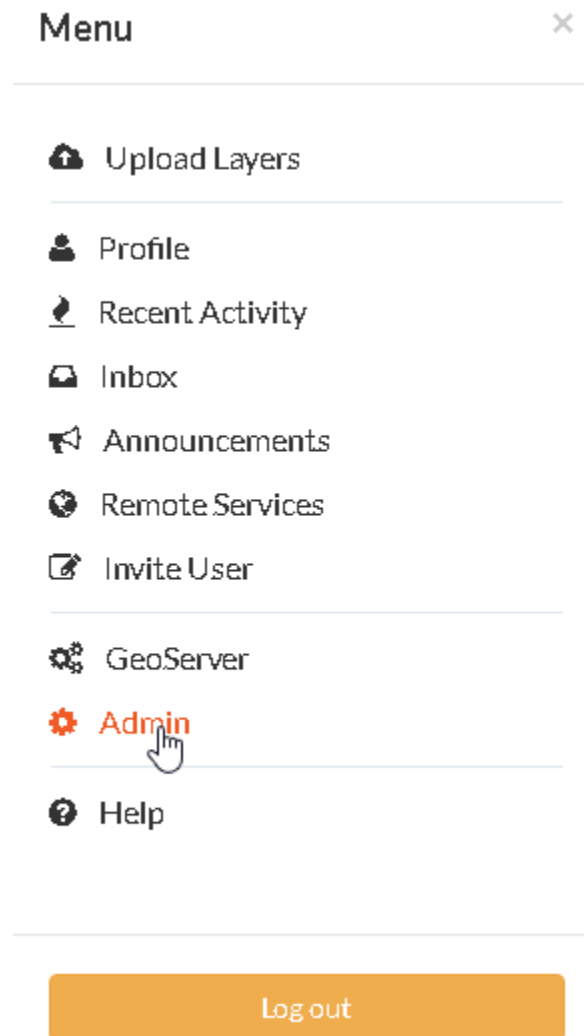 Menu
Upload Layers
Profile
Recent Activity
Inbox
Announcements
Remote Services
Invite User
GeoServer
Admin
Help
Log out